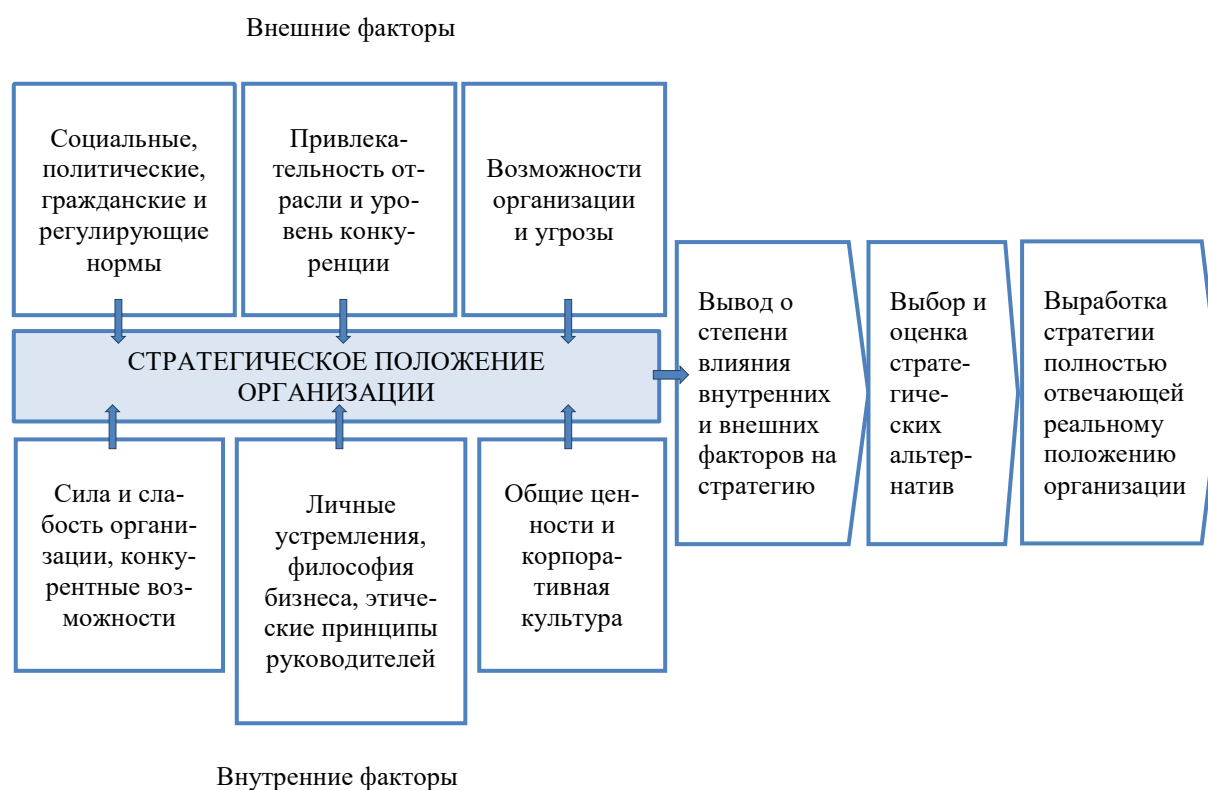 Внешние факторы
Социальные,
политические,
гражданские и
регулирующие
нормы
Привлека-
тельность от-
расли и уро-
вень конку-
ренции
Возможности
организации
и угрозы
СТРАТЕГИЧЕСКОЕ ПОЛОЖЕНИЕ
ОРГАНИЗАЦИИ
Сила и сла-
бость органи-
зации, конку-
рентные воз-
можности
Личные
устремления,
философия
бизнеса, этиче-
ские принципы
руководителей
Общие цен-
ности и
корпора-
тивная
культура
Вывод о
степени
влияния
внутренних
и внешних
факторов на
стратегию
Выбор и
оценка
страте-
гиче-
ских
альтер-
натив
Выработка
стратегии
полностью
отвечающей
реальному
положению
организации
Внутренние факторы